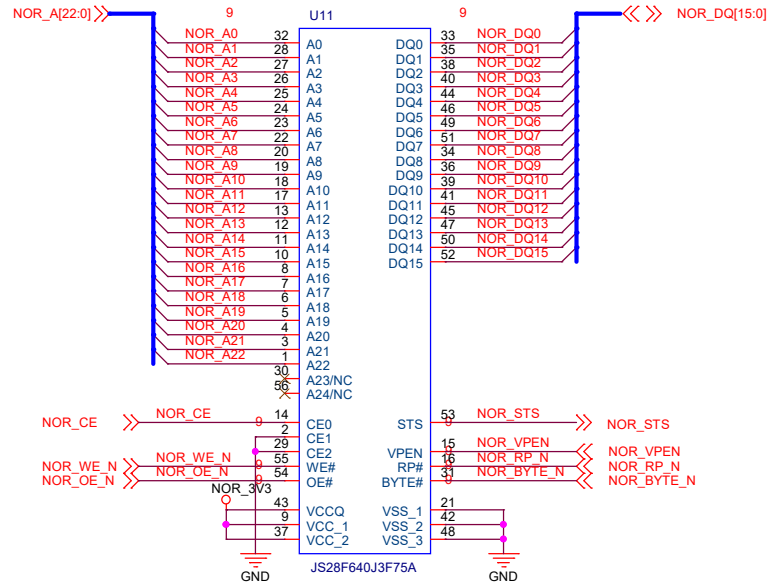 NOR_A[22:0] 9 U11 9 NOR_DQ[15:0]
NOR_A0 32 A0 DQ0 33 NOR_DQ0
NOR_A1 28 A1 DQ1 35 NOR_DQ1
NOR_A2 27 A2 DQ2 38 NOR_DQ2
NOR_A3 26 A3 DQ3 40 NOR_DQ3
NOR_A4 25 A4 DQ4 44 NOR_DQ4
NOR_A5 24 A5 DQ5 46 NOR_DQ5
NOR_A6 23 A6 DQ6 49 NOR_DQ6
NOR_A7 22 A7 DQ7 51 NOR_DQ7
NOR_A8 20 A8 DQ8 34 NOR_DQ8
NOR_A9 19 A9 DQ9 36 NOR_DQ9
NOR_A10 18 A10 DQ10 39 NOR_DQ10
NOR_A11 17 A11 DQ11 41 NOR_DQ11
NOR_A12 13 A12 DQ12 45 NOR_DQ12
NOR_A13 12 A13 DQ13 47 NOR_DQ13
NOR_A14 11 A14 DQ14 50 NOR_DQ14
NOR_A15 10 A15 DQ15 52 NOR_DQ15
NOR_A16 8 A16
NOR_A17 7 A17
NOR_A18 6 A18
NOR_A19 5 A19
NOR_A20 4 A20
NOR_A21 3 A21
NOR_A22 1 A22
30 A23/NC
56 A24/NC
NOR_CE NOR_CE 9 14 CE0 STS 53 9 NOR_STS NOR_STS
2 CE1
29 CE2 VPEN 15 9 NOR_VPEN NOR_VPEN
NOR_WE_N NOR_WE_N 9 55 WE# RP# 16 9 NOR_RP_N NOR_RP_N
NOR_OE_N NOR_OE_N 9 54 OE# BYTE# 31 9 NOR_BYTE_N NOR_BYTE_N
NOR_3V3
43 VCCQ VSS_1 21
9 VCC_1 VSS_2 42
37 VCC_2 VSS_3 48
GND JS28F640J3F75A GND